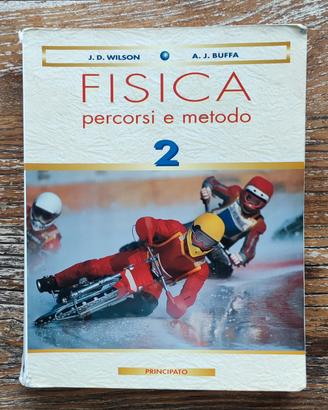 J. D. WILSON A. J. BUFFA
FISICA
percorsi e metodo
2
PRINCIPATO